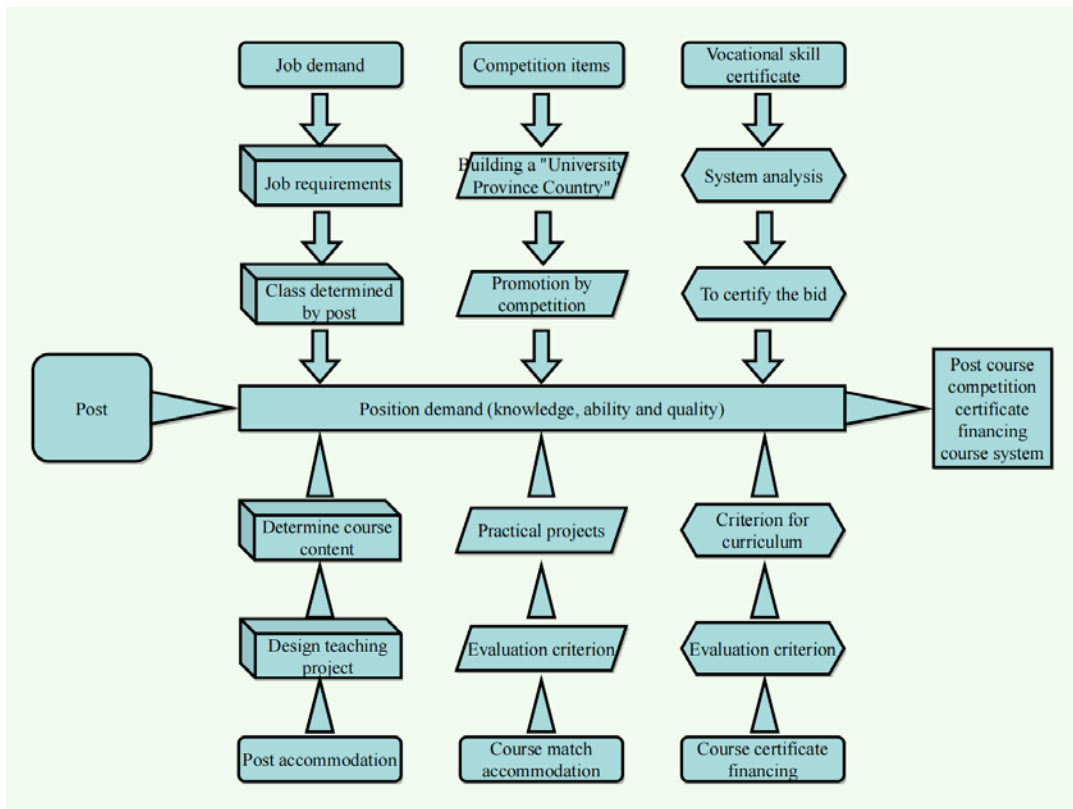 Job demand
Competition items
Vocational skill
certificate
Job requirements
Building a "University
Province Country"
System analysis
Class determined
by post
Promotion by
competition
To certify the bid
Post
Position demand (knowledge, ability and quality)
Post course
competition
certificate
financing
course system
Determine course
content
Practical projects
Criterion for
curriculum
Design teaching
project
Evaluation criterion
Evaluation criterion
Post accommodation
Course match
accommodation
Course certificate
financing